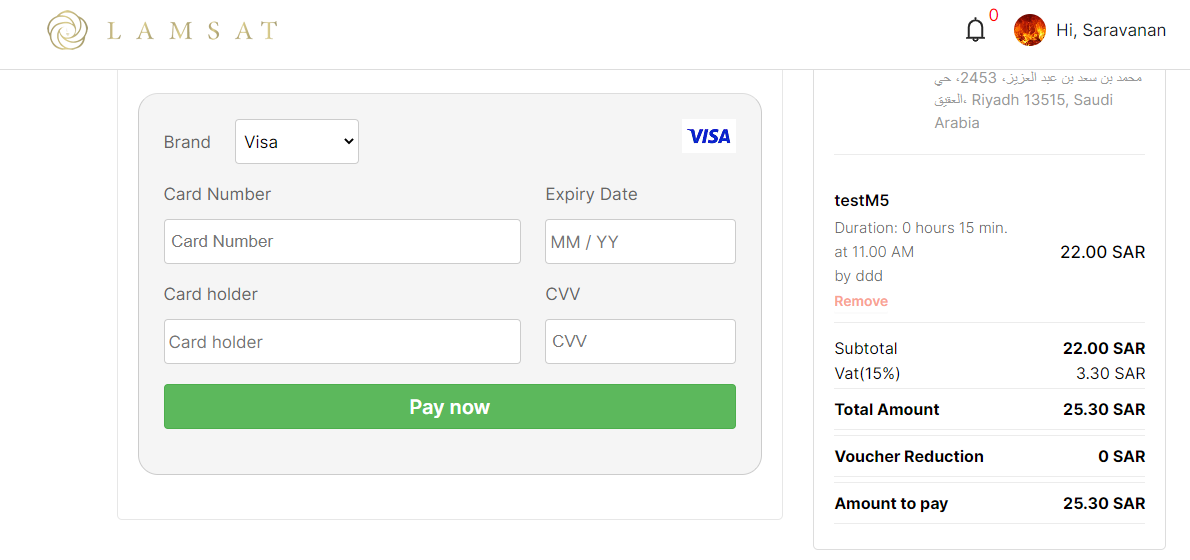 LAMSAT
0
Hi, Saravanan
Brand
Visa
VISA
Card Number
Expiry Date
Card Number
MM / YY
Card holder
CVV
Card holder
CVV
Pay now
محمد بن سعد بن عبد العزيز، 2453، حي
العقيق، Riyadh 13515, Saudi
Arabia
testM5
Duration: 0 hours 15 min.
at 11.00 AM
22.00 SAR
by ddd
Remove
Subtotal 22.00 SAR
Vat(15%) 3.30 SAR
Total Amount 25.30 SAR
Voucher Reduction 0 SAR
Amount to pay 25.30 SAR